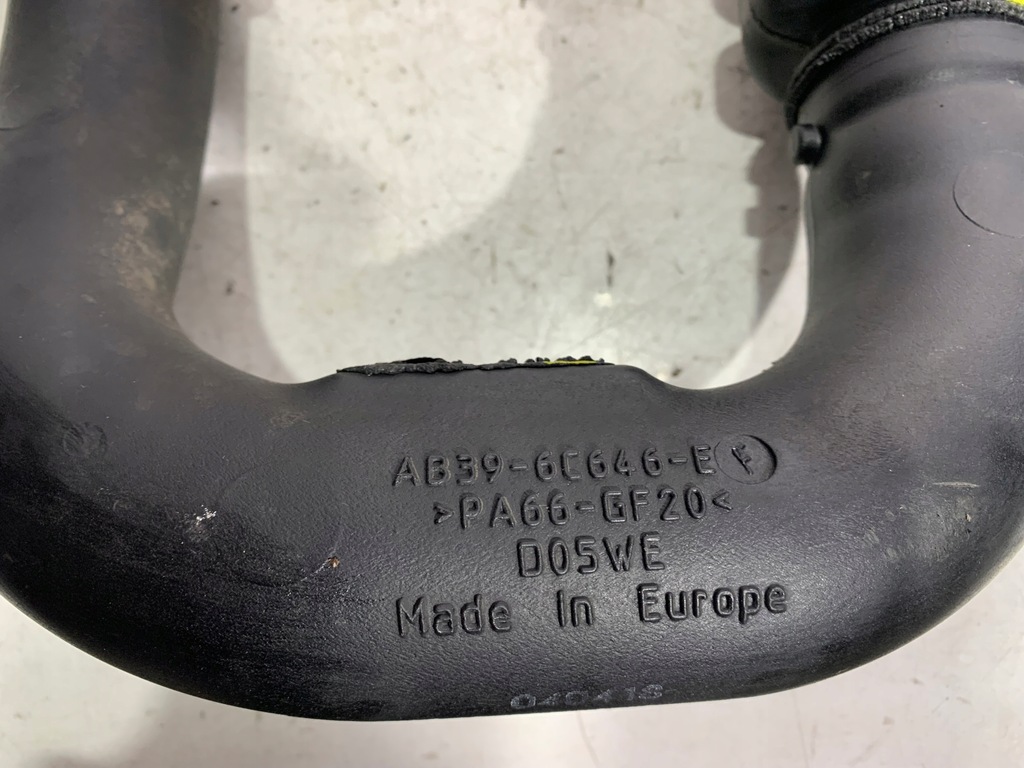 AB39-6C646-E F
>PA66-GF20<
D05WE
Made In Europe